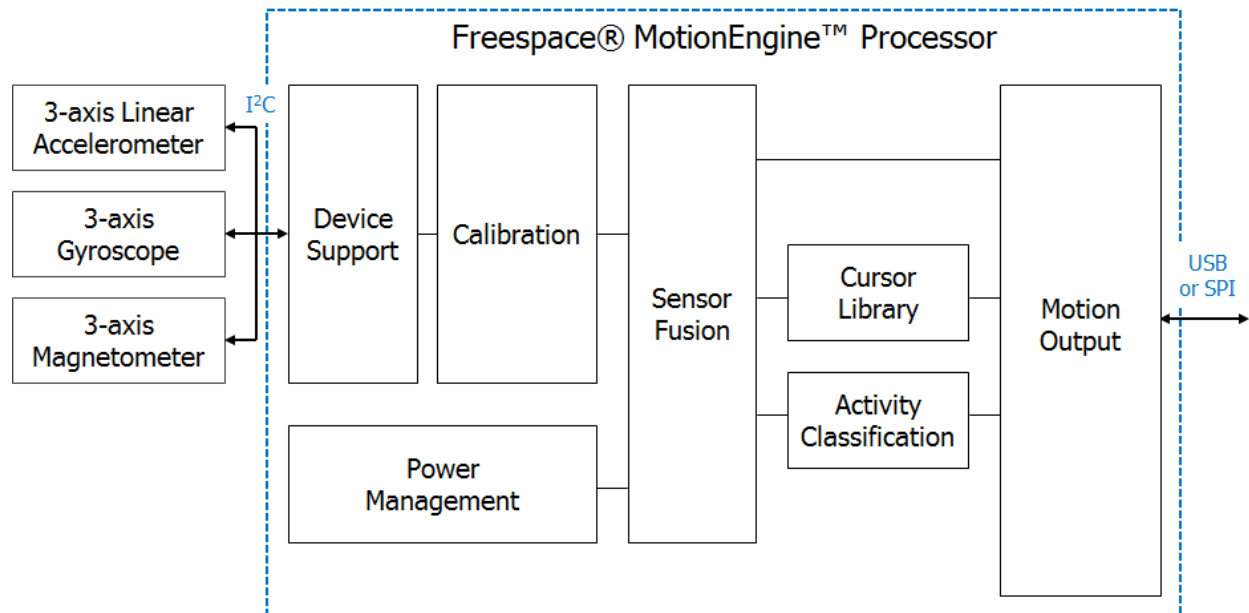 Freespace® MotionEngine™ Processor
3-axis Linear
Accelerometer
I²C
3-axis
Gyroscope
3-axis
Magnetometer
Device
Support
Calibration
Power
Management
Sensor
Fusion
Cursor
Library
Activity
Classification
Motion
Output
USB
or SPI